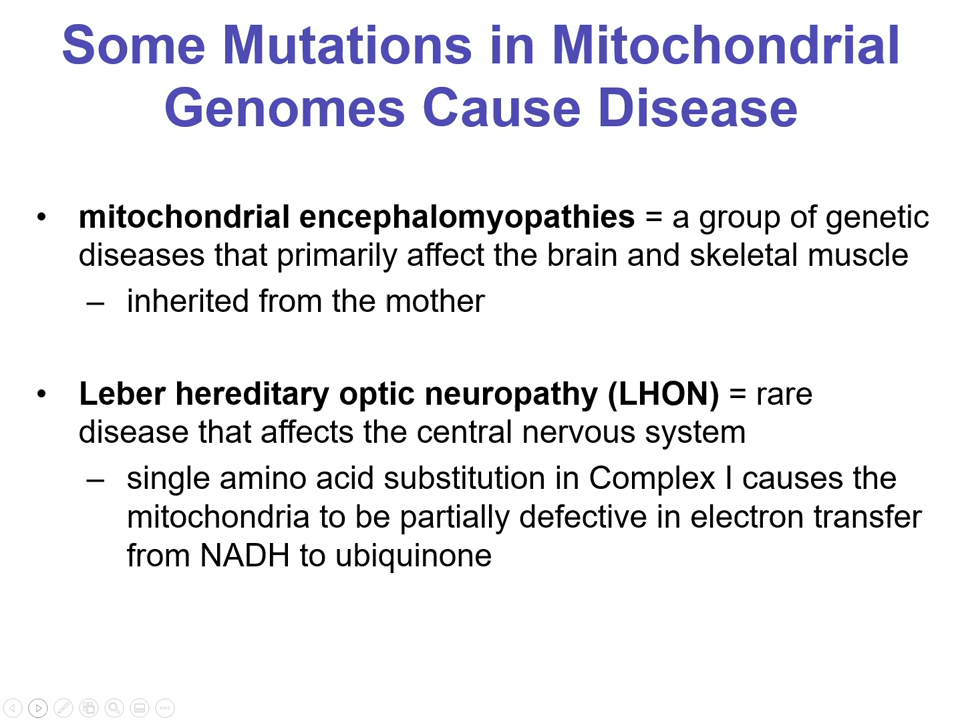 Some Mutations in Mitochondrial
Genomes Cause Disease
• mitochondrial encephalomyopathies = a group of genetic
diseases that primarily affect the brain and skeletal muscle
– inherited from the mother
• Leber hereditary optic neuropathy (LHON) = rare
disease that affects the central nervous system
– single amino acid substitution in Complex I causes the
mitochondria to be partially defective in electron transfer
from NADH to ubiquinone